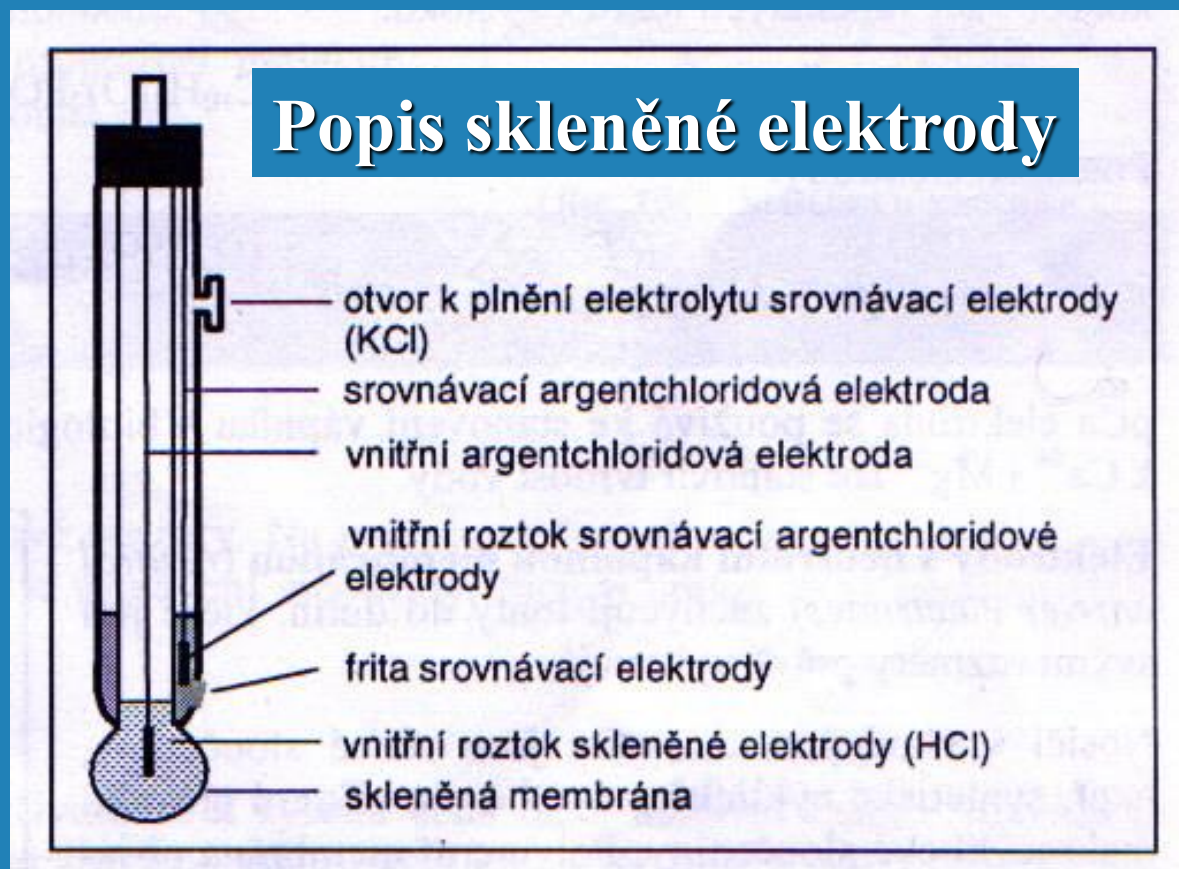 Popis skleněné elektrody
otvor k plnění elektrolytu srovnávací elektrody
(KCl)
srovnávací argentchloridová elektroda
vnitřní argentchloridová elektroda
vnitřní roztok srovnávací argentchloridové
elektrody
frita srovnávací elektrody
vnitřní roztok skleněné elektrody (HCl)
skleněná membrána